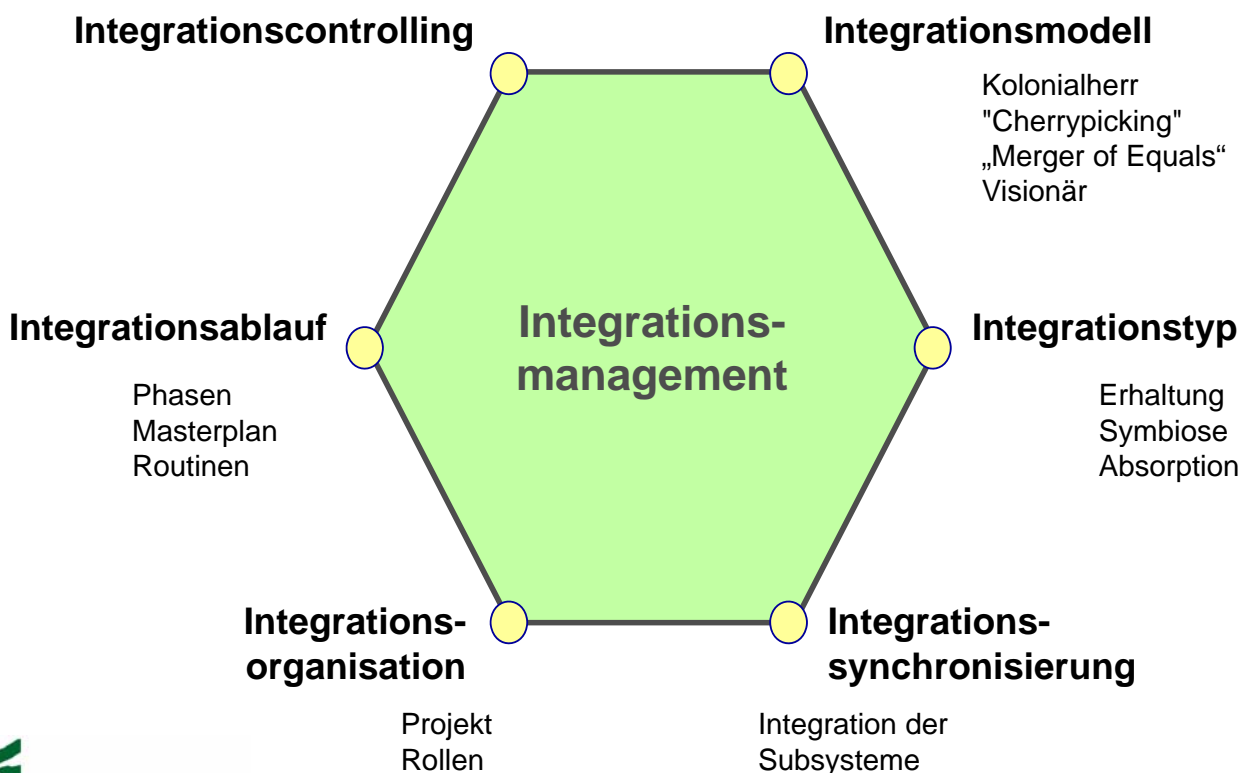 Integrationscontrolling
Integrationsmodell
Kolonialherr
"Cherrypicking"
„Merger of Equals“
Visionär
Integrationsablauf
Phasen
Masterplan
Routinen
Integrations-
management
Integrationstyp
Erhaltung
Symbiose
Absorption
Integrations-
organisation
Projekt
Rollen
Integrations-
synchronisierung
Integration der
Subsysteme